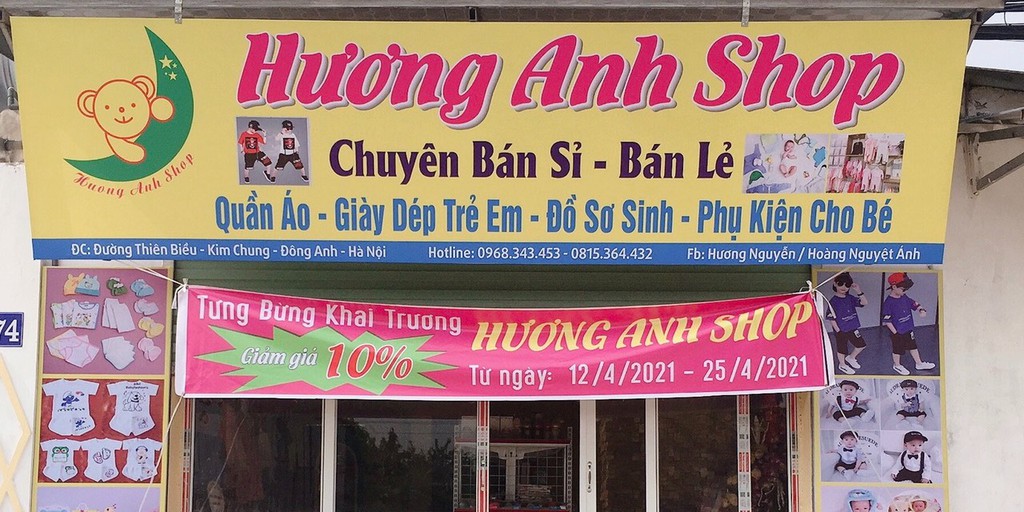 Hương Anh Shop
Hương Anh Shop
Chuyên Bán Sỉ - Bán Lẻ
Quần Áo - Giày Dép Trẻ Em - Đồ Sơ Sinh - Phụ Kiện Cho Bé
ĐC: Đường Thiên Biều - Kim Chung - Đông Anh - Hà Nội Hotline: 0968.343.453 - 0815.364.432 Fb: Hương Nguyễn / Hoàng Nguyệt Ánh
74
Tưng Bừng Khai Trương
HƯƠNG ANH SHOP
Giảm giá 10%
Từ ngày: 12/4/2021 - 25/4/2021